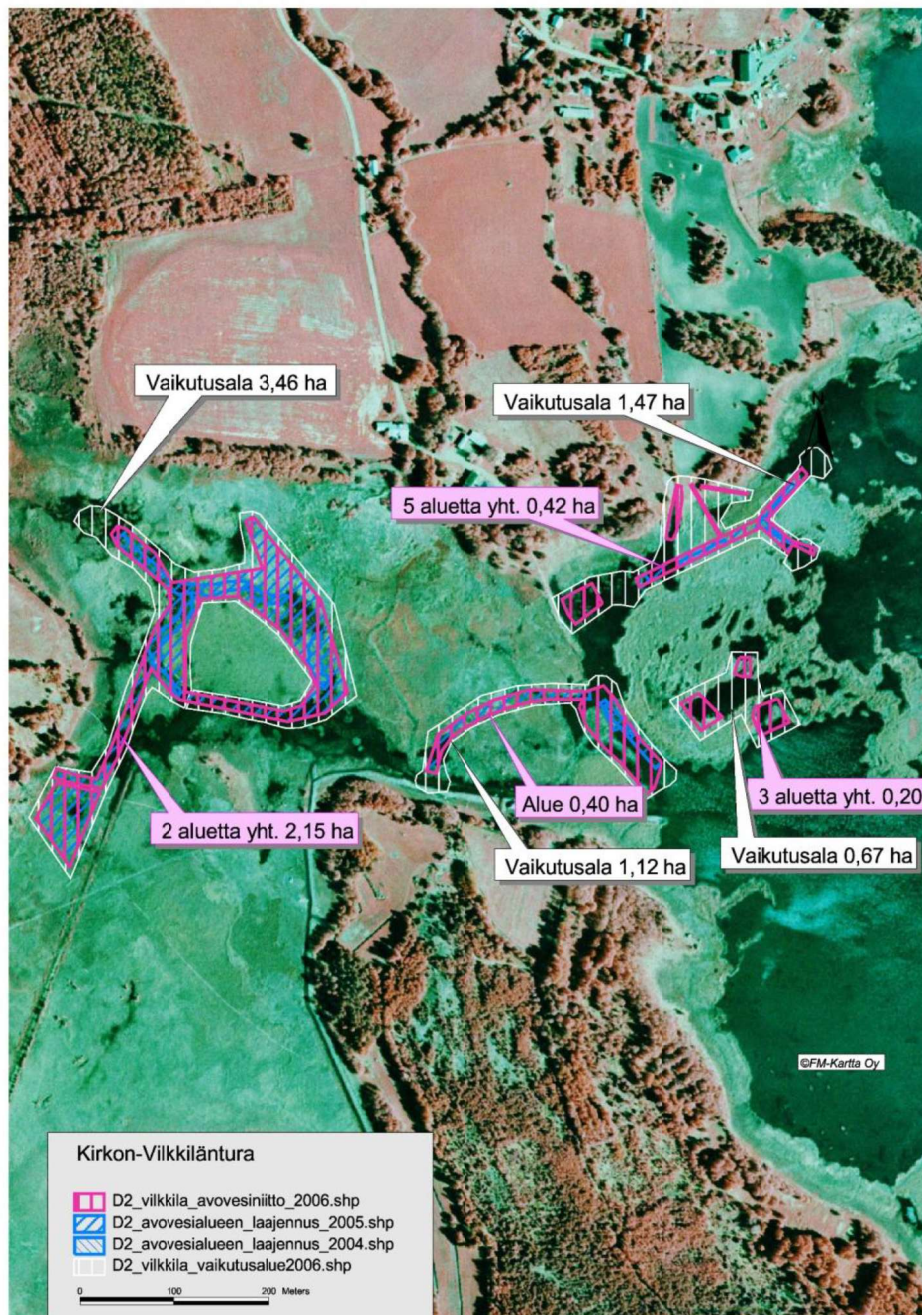 Vaikutusala 3,46 ha
Vaikutusala 1,47 ha
5 aluetta yht. 0,42 ha
2 aluetta yht. 2,15 ha
Alue 0,40 ha
3 aluetta yht. 0,20
Vaikutusala 1,12 ha
Vaikutusala 0,67 ha
©FM-Kartta Oy
Kirkon-Vilkkiläntura
D2_vilkkila_avovesiniitto_2006.shp
D2_avovesialueen_laajennus_2005.shp
D2_avovesialueen_laajennus_2004.shp
D2_vilkkila_vaikutusalue2006.shp
0 100 200 Meters